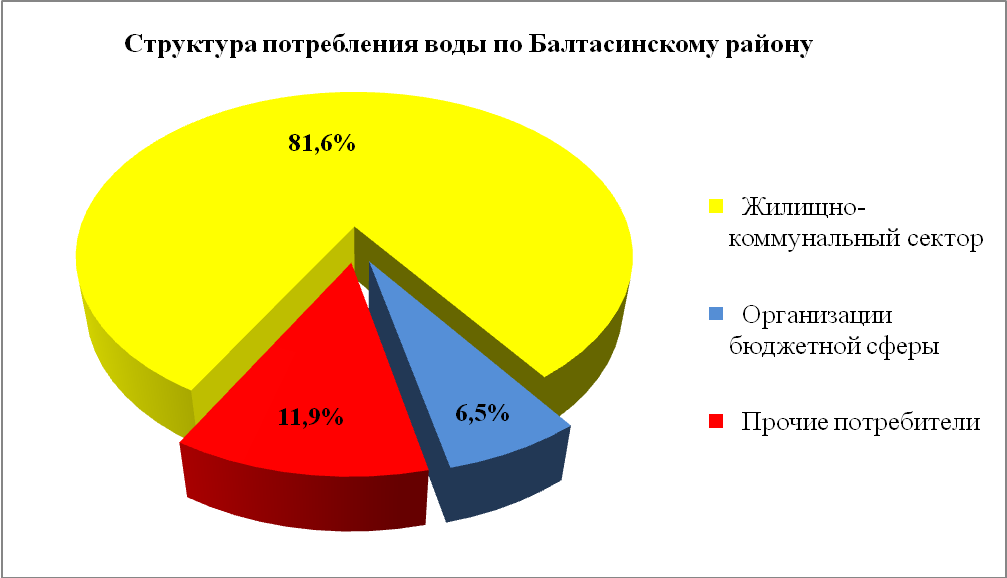 Структура потребления воды по Балтасинскому району
81,6%
11,9%
6,5%
Жилищно-
коммунальный сектор
Организации
бюджетной сферы
Прочие потребители